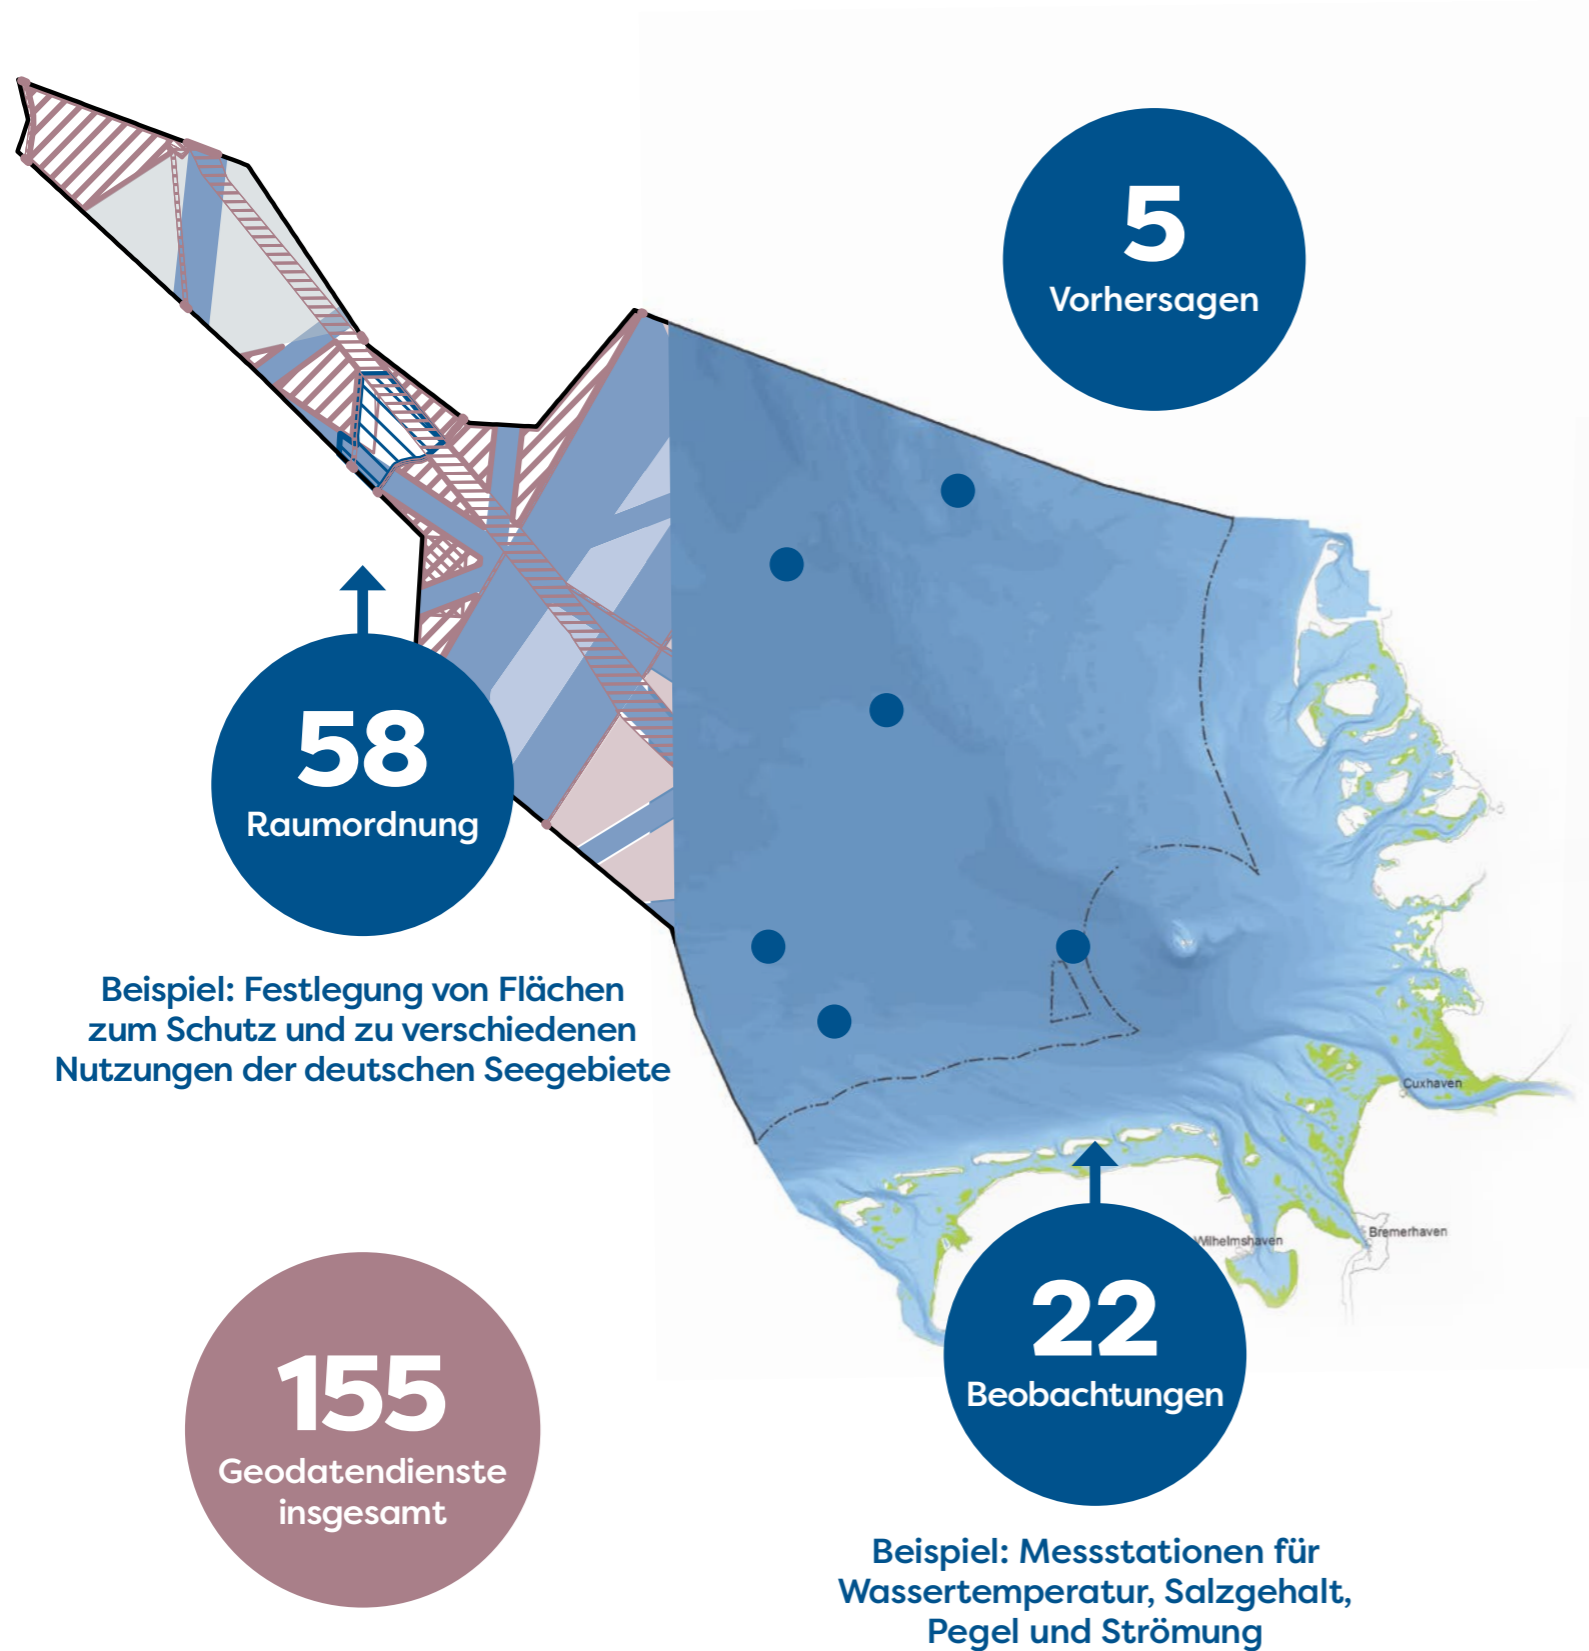 5
Vorhersagen
58
Raumordnung
Beispiel: Festlegung von Flächen
zum Schutz und zu verschiedenen
Nutzungen der deutschen Seegebiete
Cuxhaven
Wilhelmshaven
Bremerhaven
22
Beobachtungen
155
Geodatendienste
insgesamt
Beispiel: Messstationen für
Wassertemperatur, Salzgehalt,
Pegel und Strömung